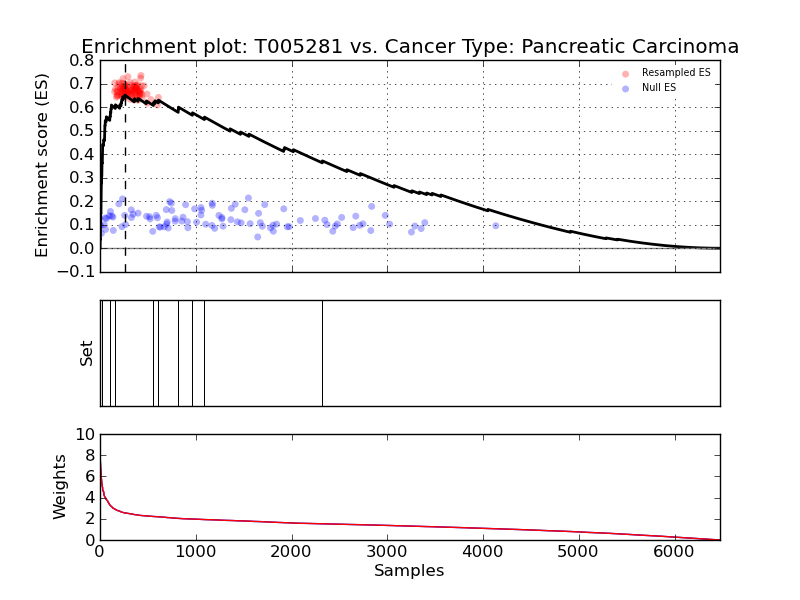 Enrichment plot: T005281 vs. Cancer Type: Pancreatic Carcinoma
Enrichment score (ES)
0.8
0.7
0.6
0.5
0.4
0.3
0.2
0.1
0.0
−0.1
Resampled ES
Null ES
Set
Weights
10
8
6
4
2
0
0 1000 2000 3000 4000 5000 6000
Samples